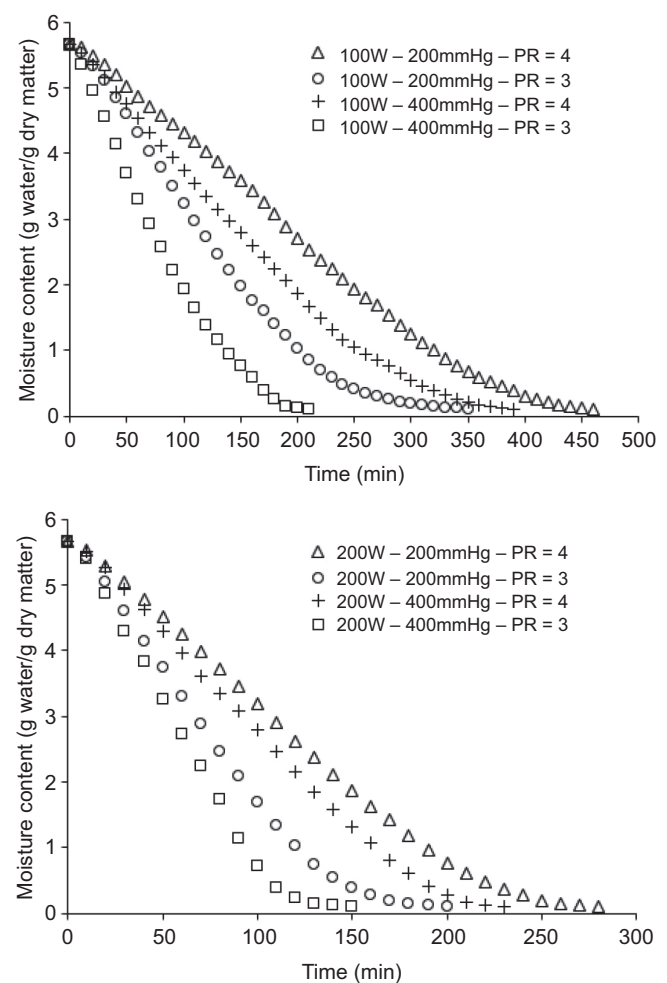 6
5
4
3
2
1
0
Moisture content (g water/g dry matter)
100W – 200mmHg – PR = 4
100W – 200mmHg – PR = 3
100W – 400mmHg – PR = 4
100W – 400mmHg – PR = 3
0 50 100 150 200 250 300 350 400 450 500
Time (min)
6
5
4
3
2
1
0
Moisture content (g water/g dry matter)
200W – 200mmHg – PR = 4
200W – 200mmHg – PR = 3
200W – 400mmHg – PR = 4
200W – 400mmHg – PR = 3
0 50 100 150 200 250 300
Time (min)